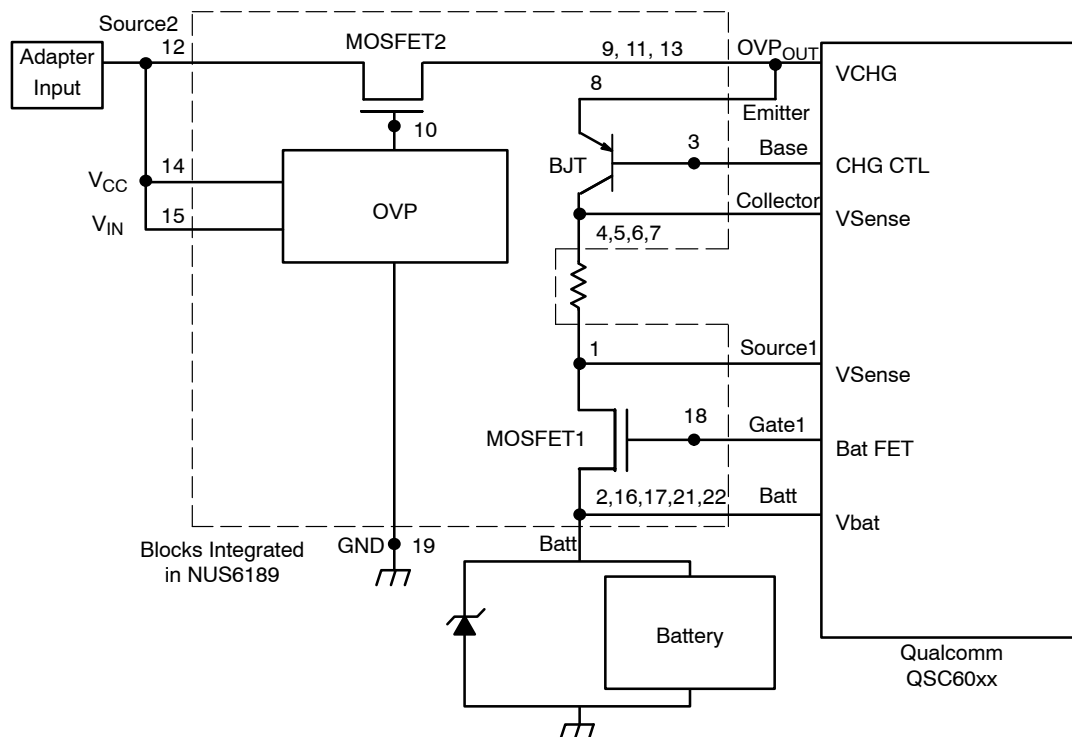 Source2
12
Adapter
Input
MOSFET2
9, 11, 13
OVPOUT
VCHG
8
Emitter
10
14
VCC
15
VIN
OVP
BJT
3
Base
CHG CTL
Collector
VSense
4,5,6,7
1
Source1
VSense
MOSFET1
18
Gate1
Bat FET
2,16,17,21,22
Batt
Vbat
Blocks Integrated
in NUS6189
GND
19
Batt
Battery
Qualcomm
QSC60xx